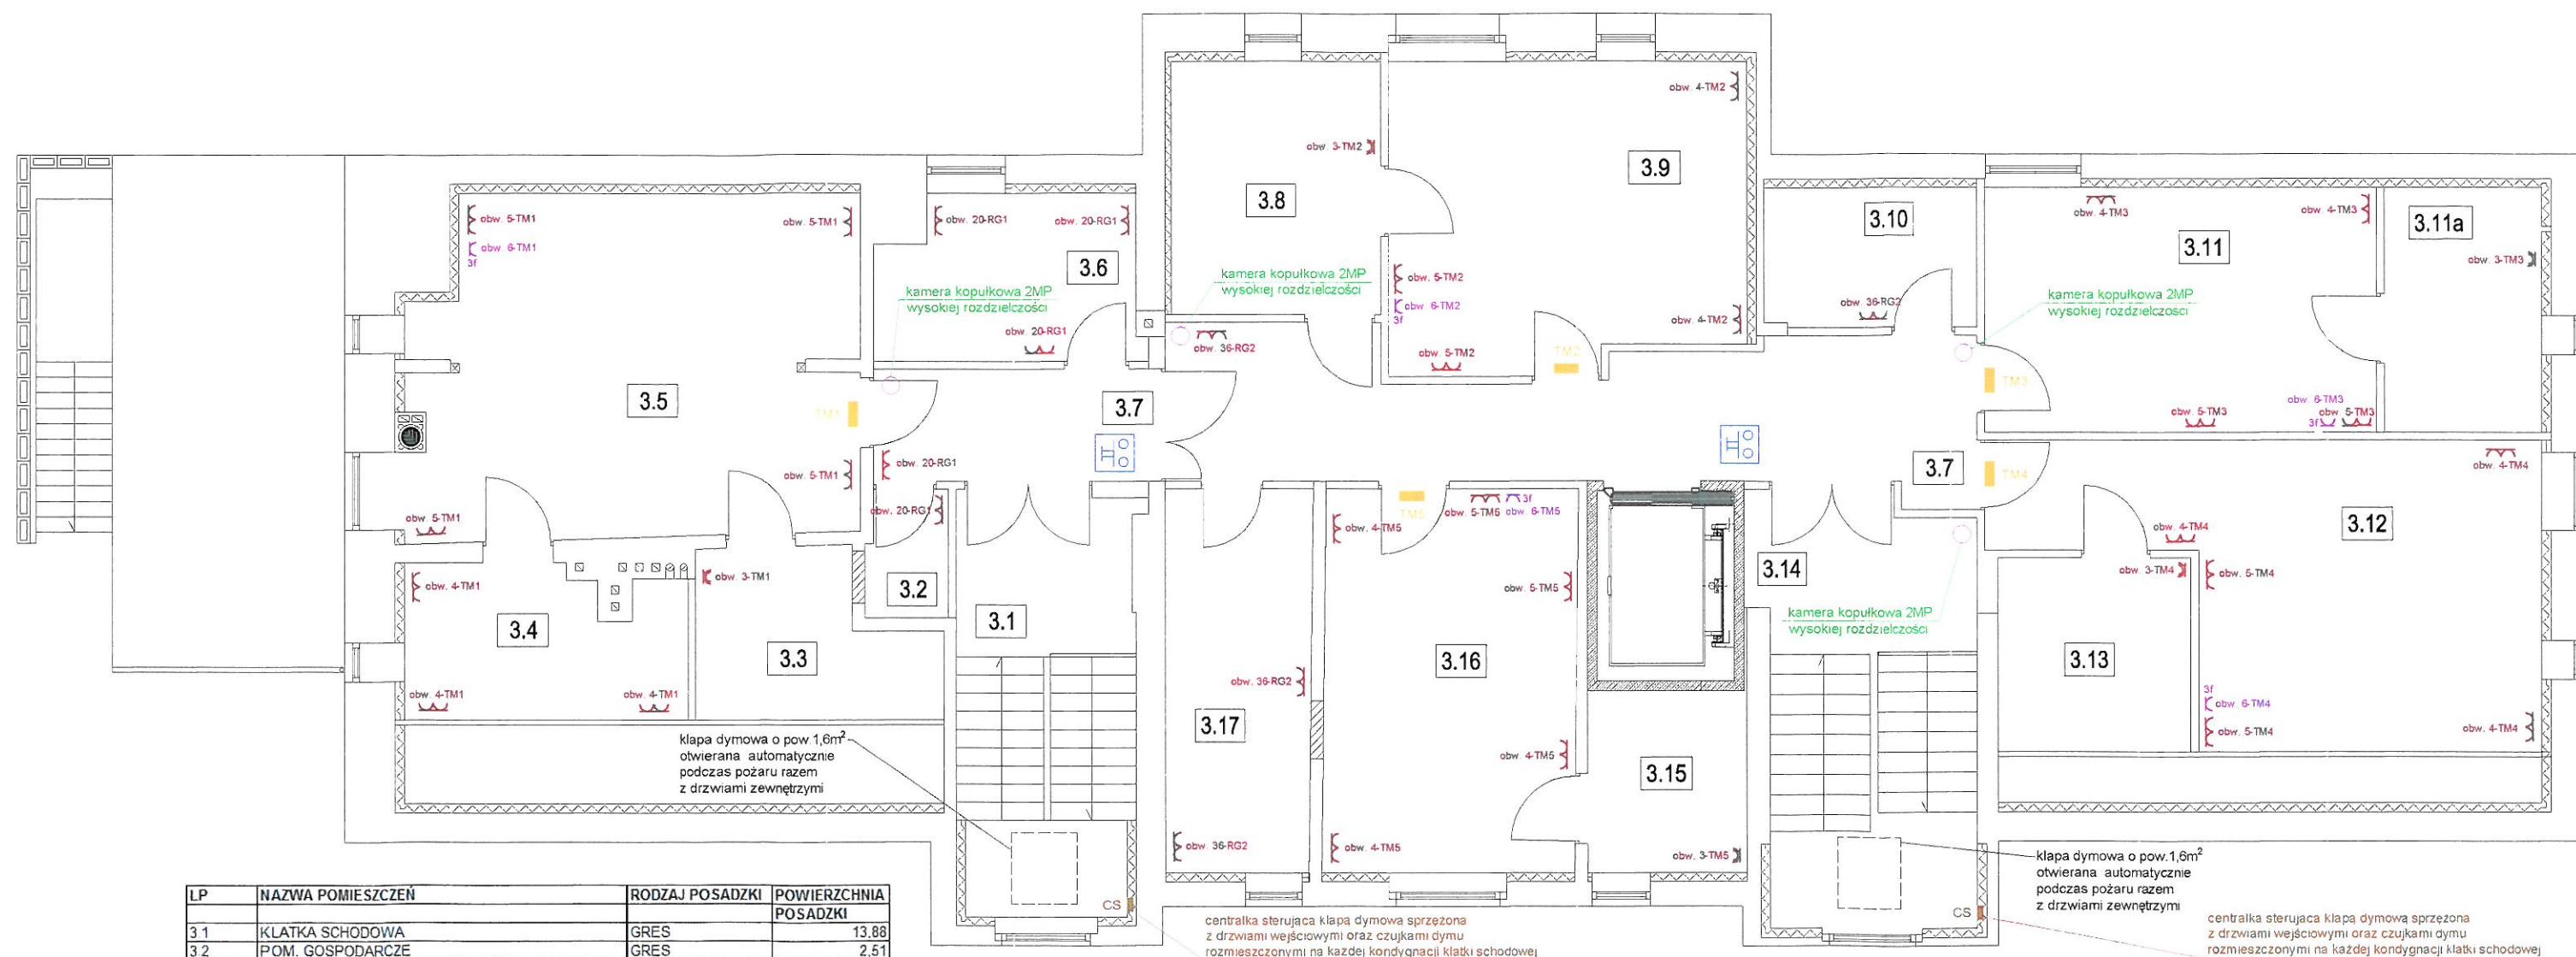 obw. 4-TM2
obw. 3-TM2
3.9
3.8
obw. 5-TM1
obw. 5-TM1
obw. 6-TM1
3f
obw. 20-RG1
obw. 20-RG1
3.6
kamera kopułkowa 2MP
wysokiej rozdzielczości
kamera kopułkowa 2MP
wysokiej rozdzielczości
obw. 20-RG1
obw. 36-RG2
obw. 5-TM2
obw. 6-TM2
3f
obw. 4-TM2
obw. 5-TM2
TM2
3.10
obw. 36-RG2
obw. 4-TM3
obw. 4-TM3
3.11
3.11a
obw. 3-TM3
kamera kopułkowa 2MP
wysokiej rozdzielczości
TM3
obw. 6-TM3
obw. 5-TM3
3f
obw. 5-TM3
3.5
TM1
3.7
3.7
TM4
obw. 4-TM4
obw. 5-TM1
obw. 20-RG1
obw. 20-RG1
obw. 5-TM1
TM5
obw. 5-TM5
3f
obw. 6-TM5
obw. 4-TM5
obw. 4-TM4
3.12
obw. 4-TM1
obw. 3-TM1
3.2
3.1
obw. 5-TM5
3.14
obw. 3-TM4
obw. 5-TM4
kamera kopułkowa 2MP
wysokiej rozdzielczości
3.4
3.3
3.16
3.13
obw. 4-TM1
obw. 4-TM1
obw. 36-RG2
3f
obw. 6-TM4
obw. 5-TM4
obw. 4-TM4
3.17
klapa dymowa o pow.1,6m²
otwierana automatycznie
podczas pożaru razem
z drzwiami zewnętrzymi
obw. 4-TM5
3.15
obw. 36-RG2
obw. 4-TM5
obw. 3-TM5
klapa dymowa o pow.1,6m²
otwierana automatycznie
podczas pożaru razem
z drzwiami zewnętrzymi
CS
CS
centralka sterujaca klapa dymowa sprzężona
z drzwiami wejściowymi oraz czujkami dymu
rozmieszczonymi na każdej kondygnacji klatki schodowej
centralka sterujaca klapą dymową sprzężona
z drzwiami wejściowymi oraz czujkami dymu
rozmieszczonymi na każdej kondygnacji klatki schodowej
LP NAZWA POMIESZCZEŃ RODZAJ POSADZKI POWIERZCHNIA
POSADZKI
3.1 KLATKA SCHODOWA GRES 13,88
3.2 POM. GOSPODARCZE GRES 2,51